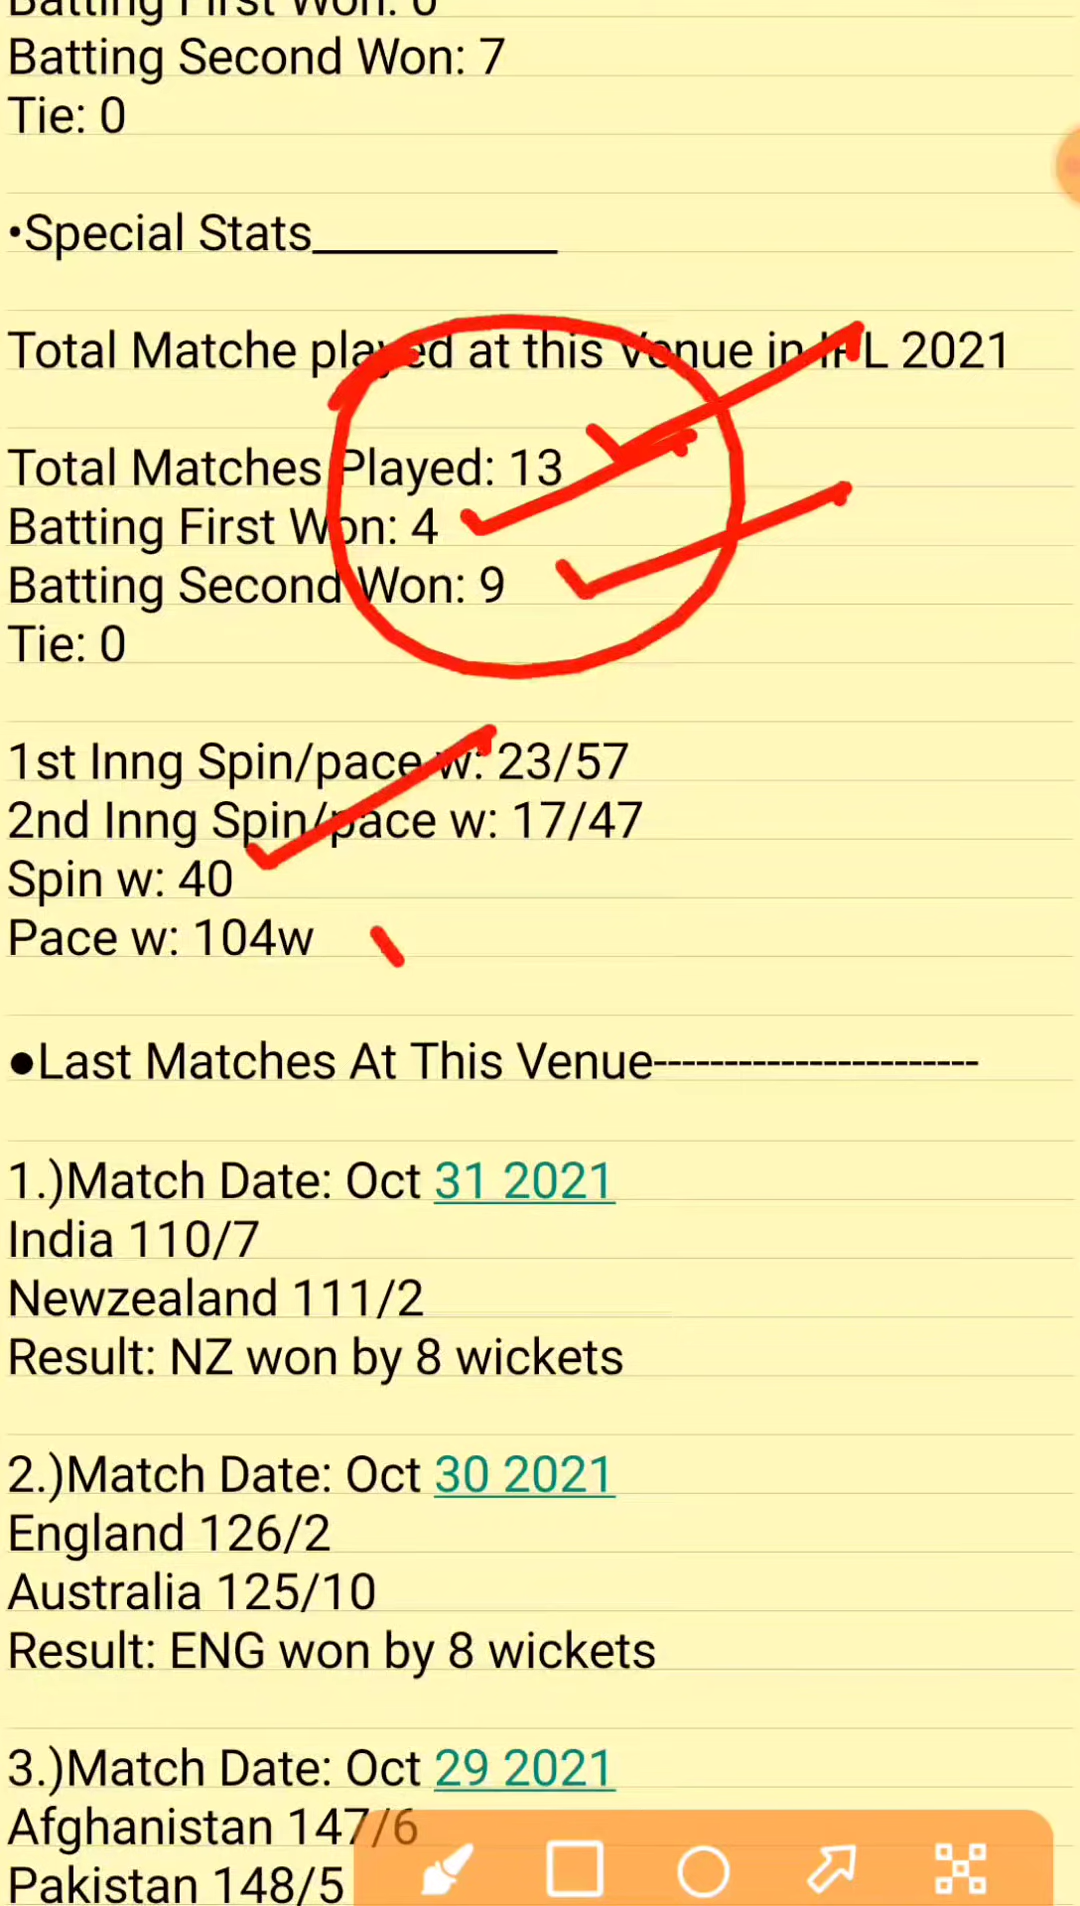 Batting First Won: 0
Batting Second Won: 7
Tie: 0
•Special Stats___________
Total Matche played at this Venue in IPL 2021
Total Matches Played: 13
Batting First Won: 4
Batting Second Won: 9
Tie: 0
1st Inng Spin/pace w: 23/57
2nd Inng Spin/pace w: 17/47
Spin w: 40
Pace w: 104w
●Last Matches At This Venue-----------------------
1.)Match Date: Oct 31 2021
India 110/7
Newzealand 111/2
Result: NZ won by 8 wickets
2.)Match Date: Oct 30 2021
England 126/2
Australia 125/10
Result: ENG won by 8 wickets
3.)Match Date: Oct 29 2021
Afghanistan 147/6
Pakistan 148/5